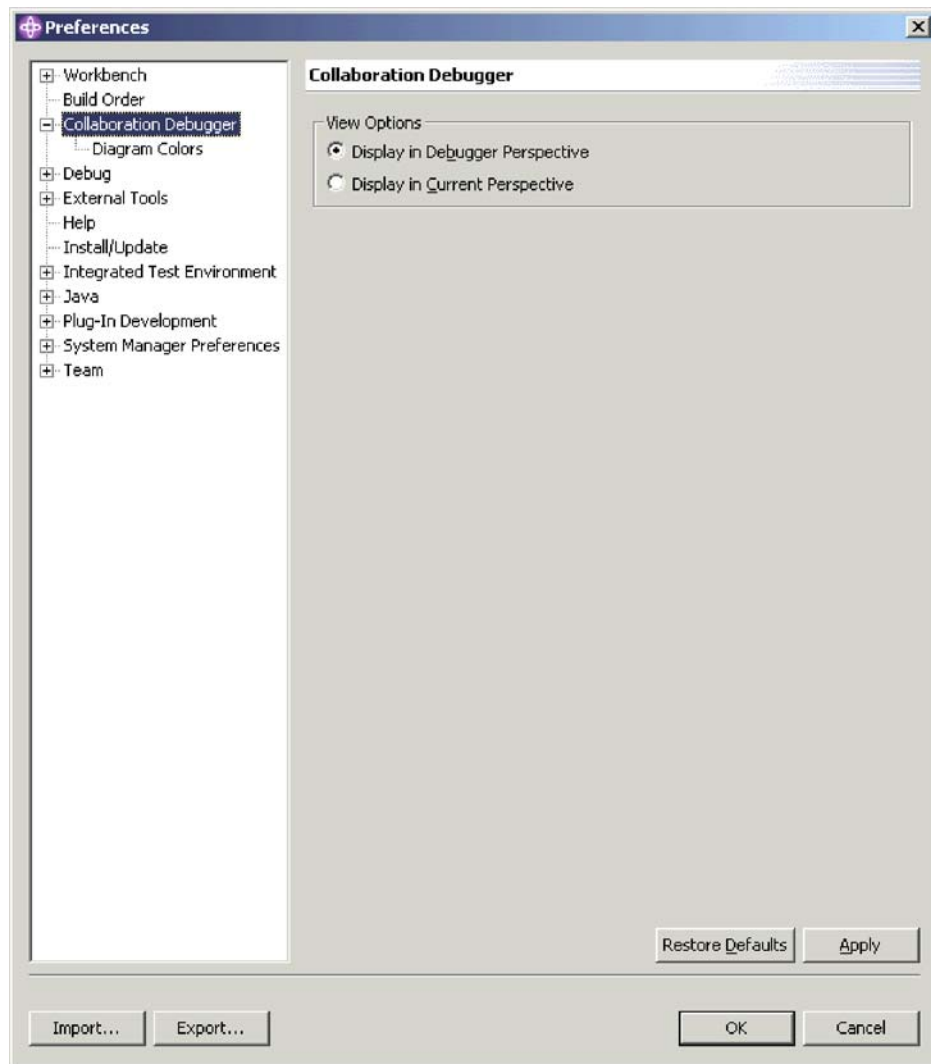 Preferences
Workbench
Build Order
Collaboration Debugger
Diagram Colors
Debug
External Tools
Help
Install/Update
Integrated Test Environment
Java
Plug-In Development
System Manager Preferences
Team
Collaboration Debugger
View Options
Display in Debugger Perspective
Display in Current Perspective
Restore Defaults
Apply
Import...
Export...
OK
Cancel